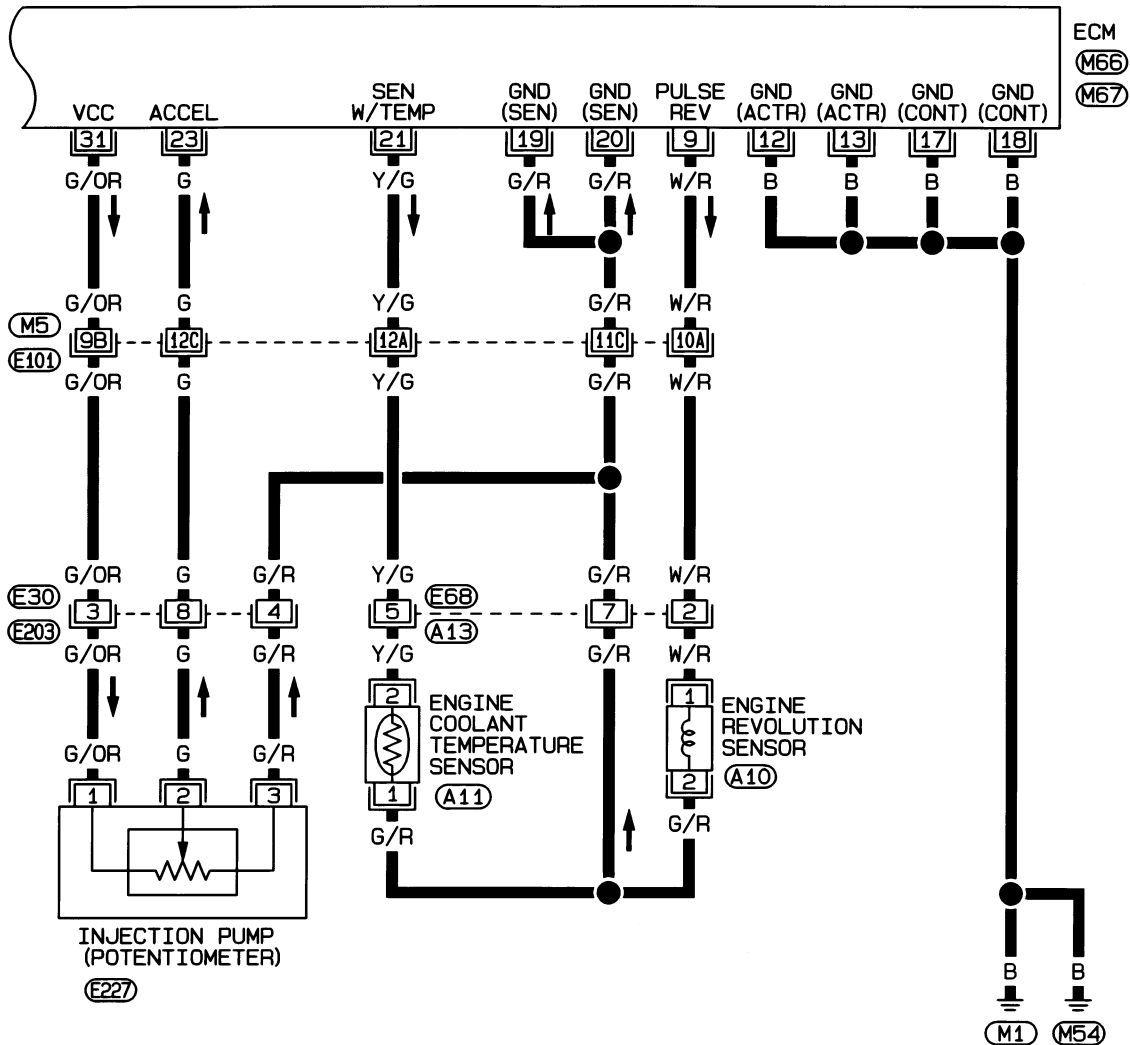 ECM
M66
M67
SEN GND GND PULSE GND GND GND GND
VCC ACCEL W/TEMP (SEN) (SEN) REV (ACTR) (ACTR) (CONT) (CONT)
31 23 21 19 20 9 12 13 17 18
G/OR G Y/G G/R G/R W/R B B B B
G/OR G Y/G G/R W/R
M5
9B 12C 12A 11C 10A
E101
G/OR G Y/G G/R W/R
G/OR G G/R Y/G G/R W/R
E30 E68
3 8 4 5 7 2
E203 A13
G/OR G G/R Y/G G/R W/R
2 1
ENGINE
COOLANT
TEMPERATURE
SENSOR
A11
ENGINE
REVOLUTION
SENSOR
A10
G/OR G G/R
1 2
1 2 3
G/R G/R
INJECTION PUMP
(POTENTIOMETER)
E227
B B
M1 M54